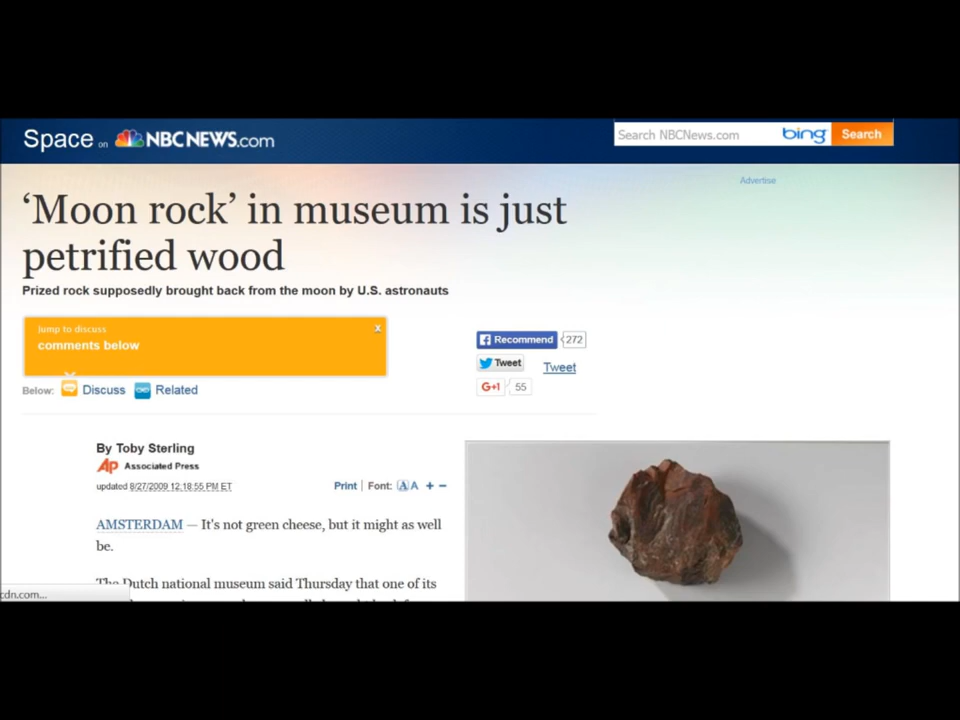 Space on NBCNEWS.com
Search NBCNews.com bing Search
Advertise
‘Moon rock’ in museum is just
petrified wood
Prized rock supposedly brought back from the moon by U.S. astronauts
Jump to discuss x
comments below
Recommend 272
Tweet Tweet
G+1 55
Below: Discuss Related
By Toby Sterling
AP Associated Press
updated 8/27/2009 12:18:55 PM ET
Print | Font: A A + −
AMSTERDAM — It's not green cheese, but it might as well
be.
The Dutch national museum said Thursday that one of its
cdn.com...